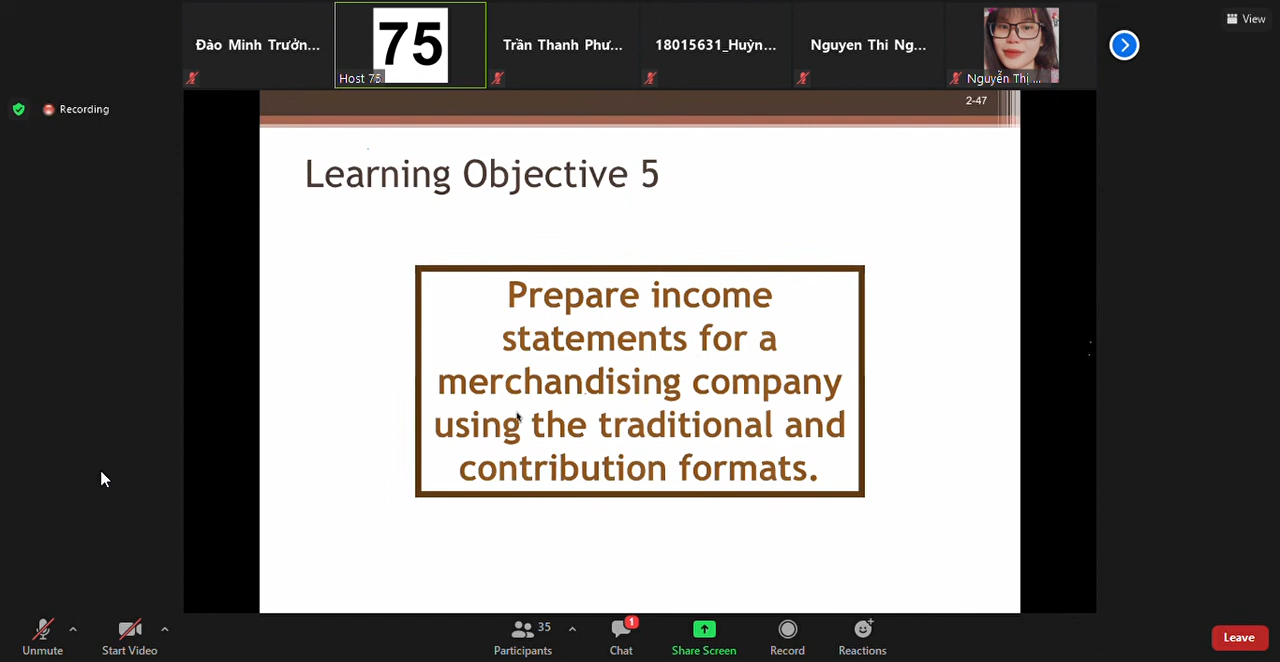 Đào Minh Trưởn...
75
Host 75
Trần Thanh Phư...
18015631_Huỳn...
Nguyen Thi Ng...
Nguyễn Thị ...
View
Recording
2-47
Learning Objective 5
Prepare income
statements for a
merchandising company
using the traditional and
contribution formats.
Unmute
Start Video
35
Participants
1
Chat
Share Screen
Record
Reactions
Leave